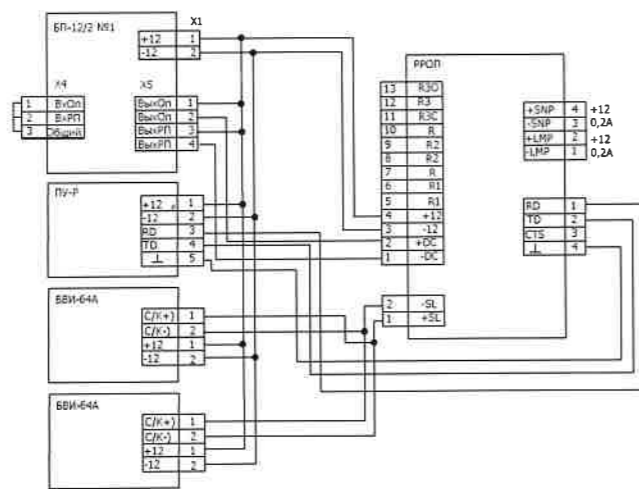 БП-12/2 №1
X1
+12 1
-12 2
X4
X5
1 ВхОп
2 ВхРП
3 Общий
ВыхОп 1
ВыхОп 2
ВыхРП 3
ВыхРП 4
ПУ-Р
+12 1
-12 2
RD 3
TD 4
⊥ 5
БВИ-64А
С/К+) 1
С/К-) 2
+12 1
-12 2
БВИ-64А
С/К+) 1
С/К-) 2
+12 1
-12 2
РРОП
13 R3O
12 R3
11 R3C
10 R
9 R2
8 R2
7 R
6 R1
5 R1
4 +12
3 -12
2 +DC
1 -DC
2 -SL
1 +SL
+SNP 4 +12
-SNP 3 0,2А
+LMP 2 +12
-LMP 1 0,2А
RD 1
TD 2
CTS 3
⊥ 4